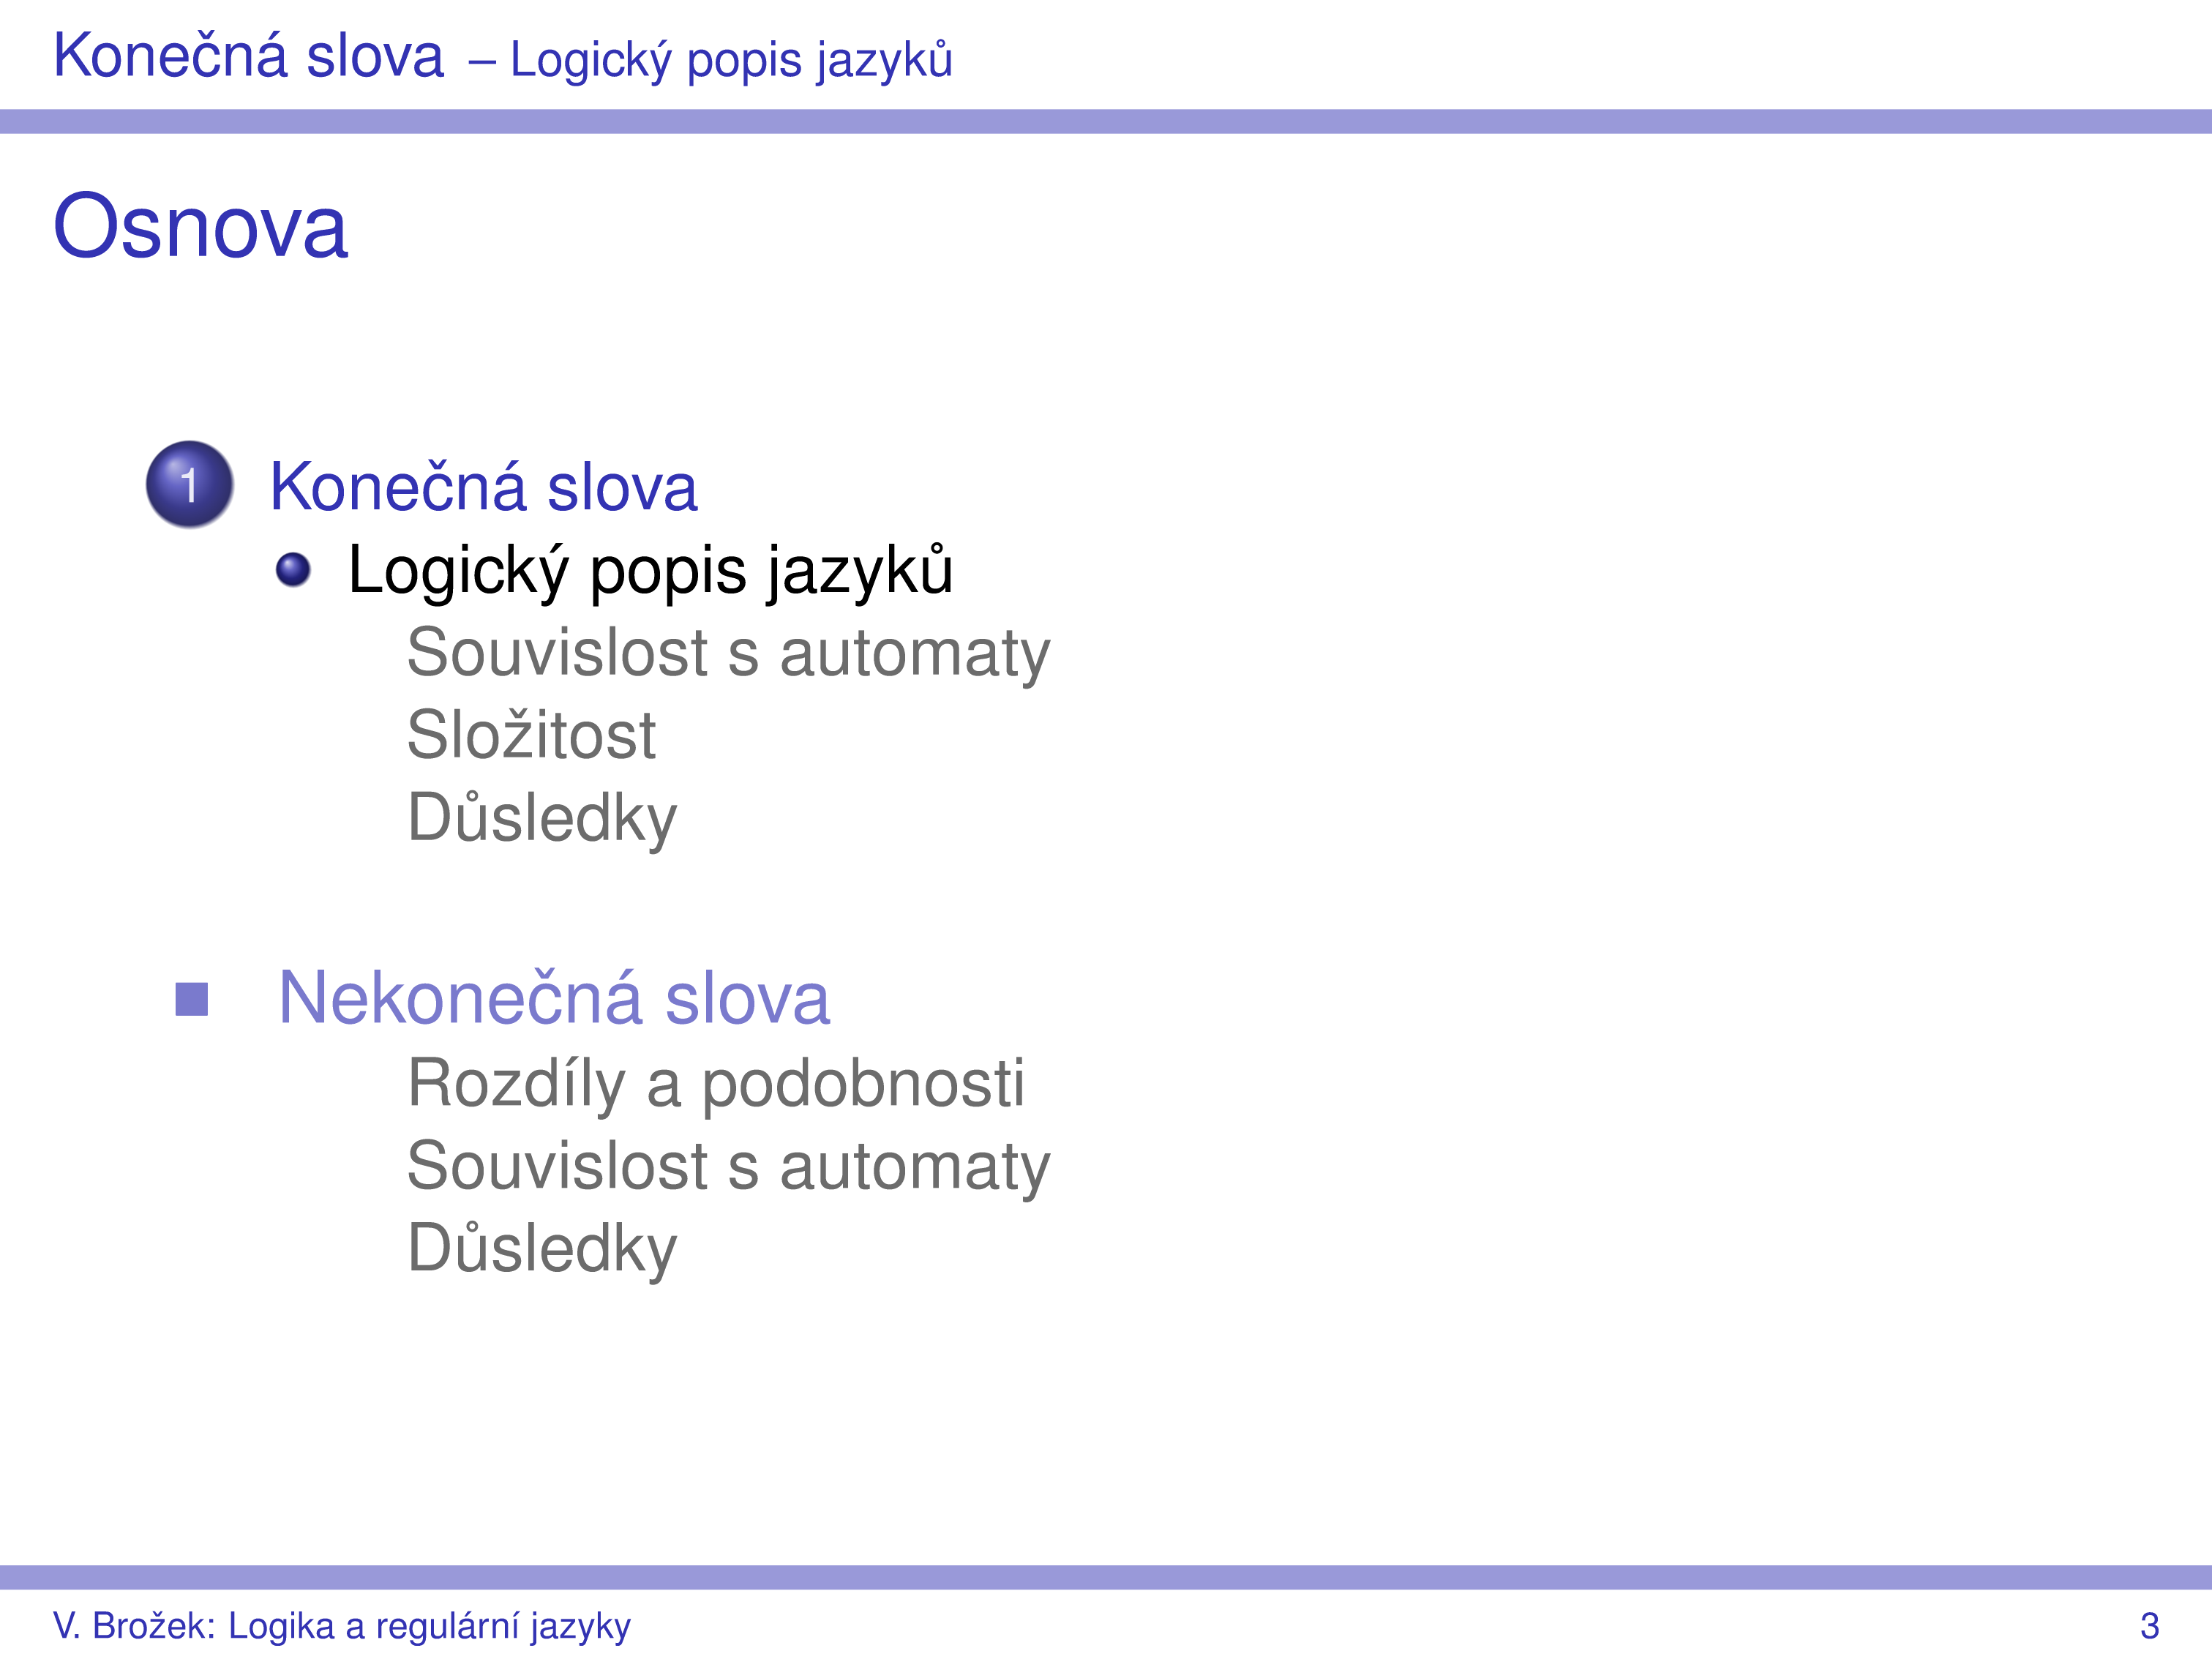 Konečná slova – Logický popis jazyků
Osnova
1 Konečná slova
Logický popis jazyků
Souvislost s automaty
Složitost
Důsledky
Nekonečná slova
Rozdíly a podobnosti
Souvislost s automaty
Důsledky
V. Brožek: Logika a regulární jazyky 3